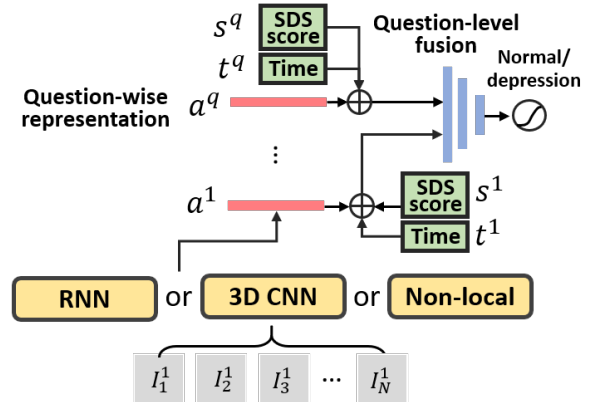 s^q
SDS
score
t^q
Time
Question-level
fusion
Normal/
depression
Question-wise
representation
a^q
⋮
a^1
SDS
score
s^1
Time
t^1
RNN or 3D CNN or Non-local
I_1^1 I_2^1 I_3^1 ⋯ I_N^1